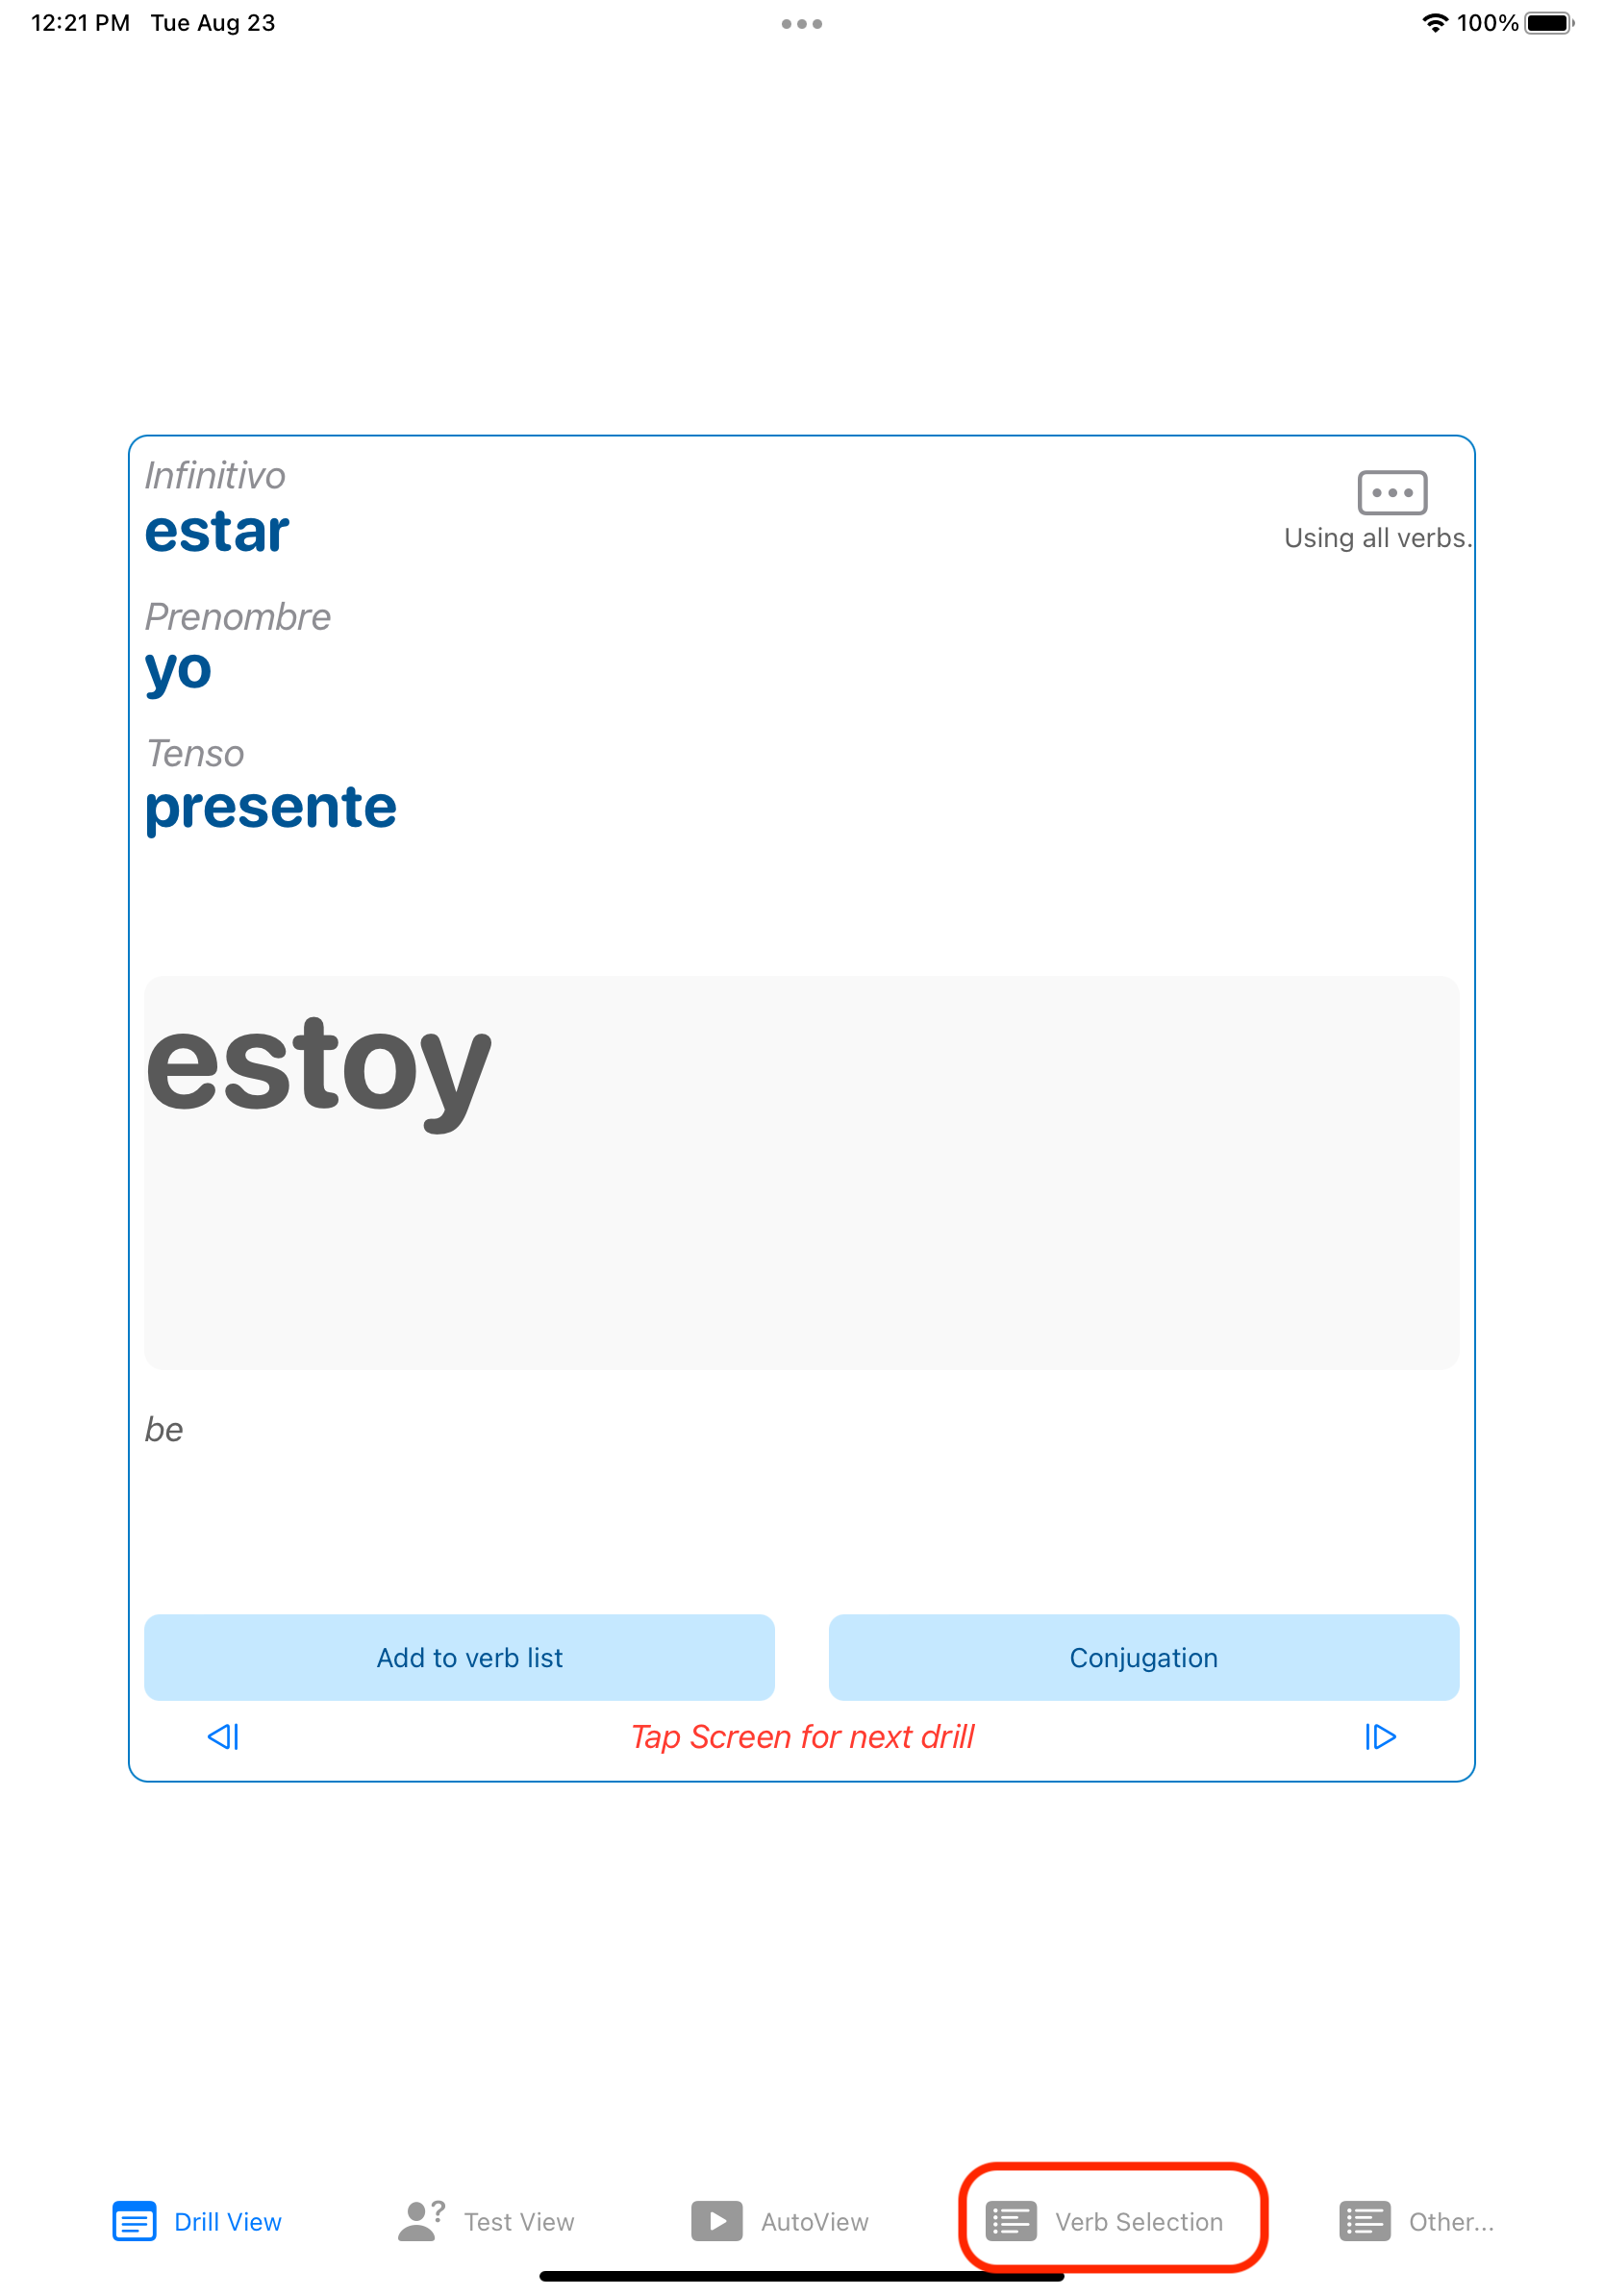 12:21 PM Tue Aug 23
100%
Infinitivo
estar
Using all verbs.
Prenombre
yo
Tenso
presente
estoy
be
Add to verb list
Conjugation
Tap Screen for next drill
Drill View
Test View
AutoView
Verb Selection
Other...